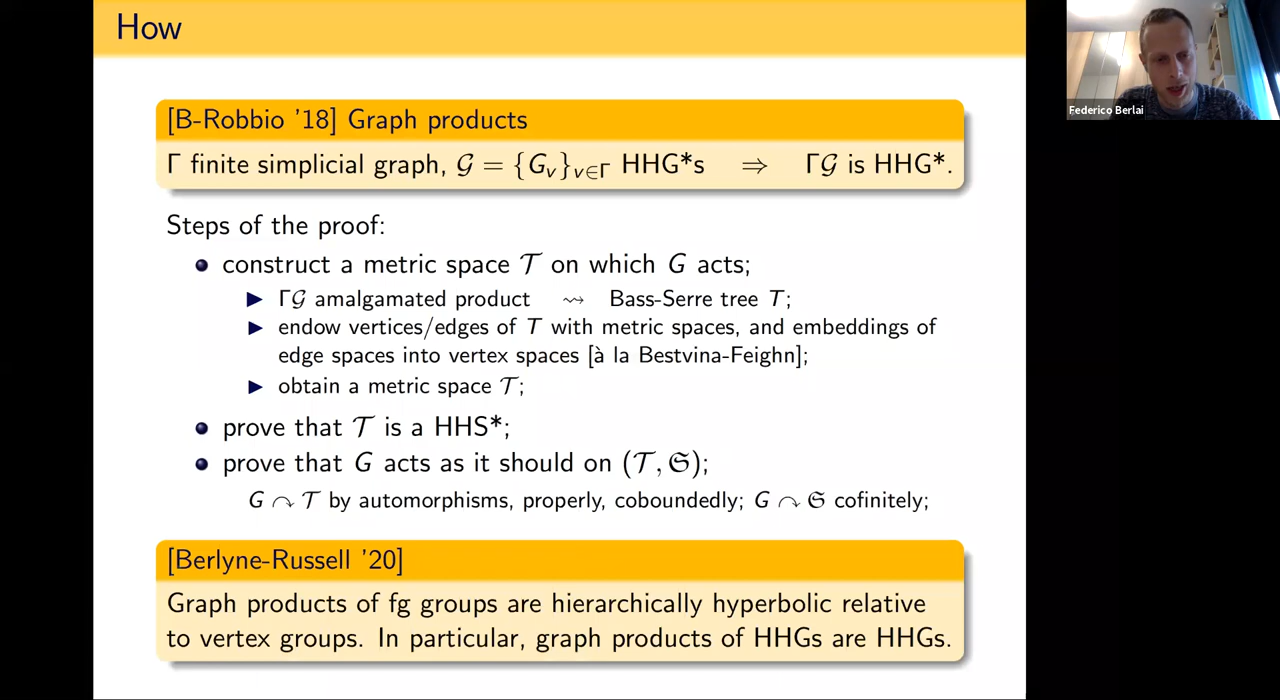 How
[B-Robbio '18] Graph products
Γ finite simplicial graph, 𝒢 = {G_v}_{v∈Γ} HHG*s ⇒ Γ𝒢 is HHG*.
Steps of the proof:
construct a metric space 𝒯 on which G acts;
Γ𝒢 amalgamated product ⇝ Bass-Serre tree T;
endow vertices/edges of T with metric spaces, and embeddings of
edge spaces into vertex spaces [à la Bestvina-Feighn];
obtain a metric space 𝒯;
prove that 𝒯 is a HHS*;
prove that G acts as it should on (𝒯, 𝔖);
G ↷ 𝒯 by automorphisms, properly, coboundedly; G ↷ 𝔖 cofinitely;
[Berlyne-Russell '20]
Graph products of fg groups are hierarchically hyperbolic relative
to vertex groups. In particular, graph products of HHGs are HHGs.
Federico Berlai